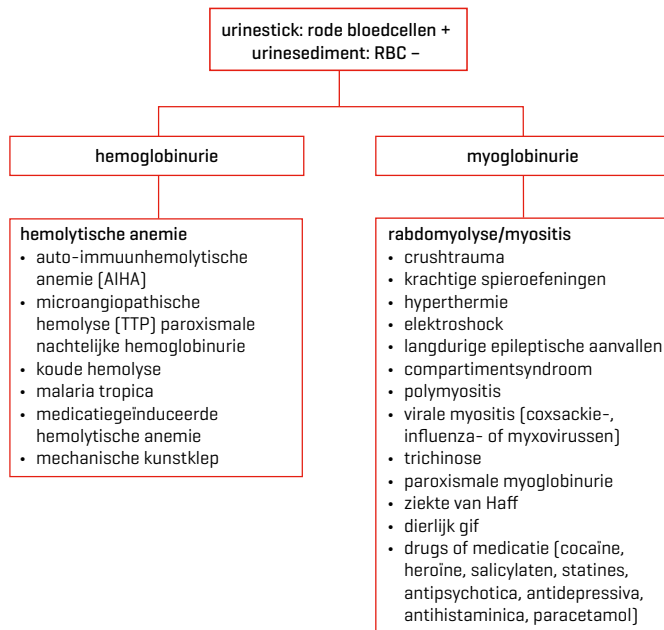 urinestick: rode bloedcellen +
urinesediment: RBC –
hemoglobinurie
myoglobinurie
hemolytische anemie
• auto-immuunhemolytische
anemie (AIHA)
• microangiopathische
hemolyse (TTP) paroxismale
nachtelijke hemoglobinurie
• koude hemolyse
• malaria tropica
• medicatiegeïnduceerde
hemolytische anemie
• mechanische kunstklep
rabdomyolyse/myositis
• crushtrauma
• krachtige spieroefeningen
• hyperthermie
• elektroshock
• langdurige epileptische aanvallen
• compartimentsyndroom
• polymyositis
• virale myositis (coxsackie-,
influenza- of myxovirussen)
• trichinose
• paroxismale myoglobinurie
• ziekte van Haff
• dierlijk gif
• drugs of medicatie (cocaïne,
heroïne, salicylaten, statines,
antipsychotica, antidepressiva,
antihistaminica, paracetamol)